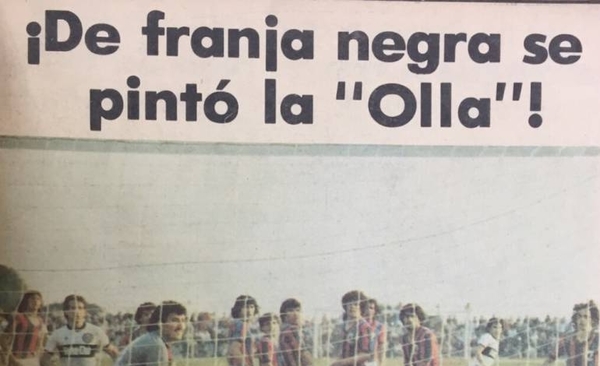 ¡De franja negra se
pintó la "Olla"!